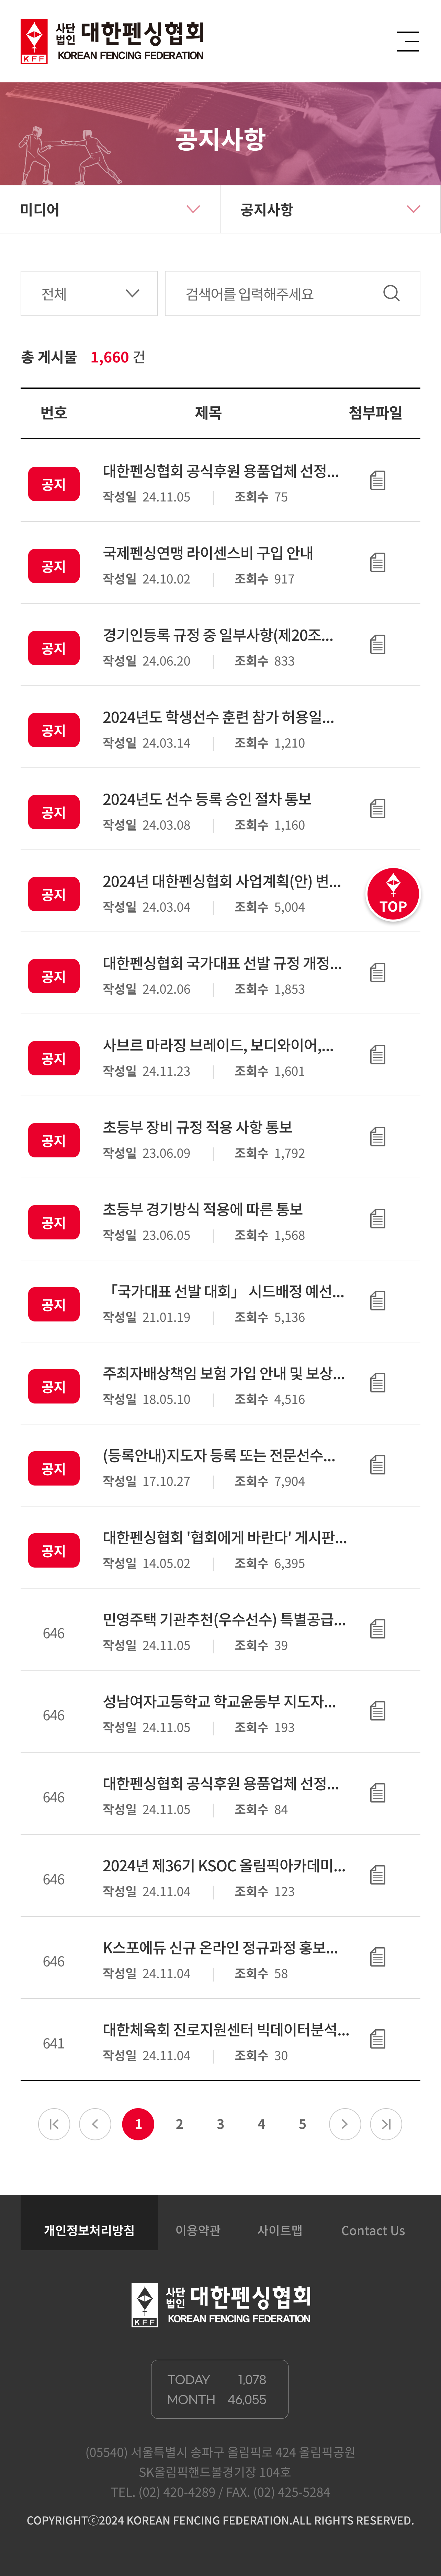 사단
법인
대한펜싱협회
KFF
KOREAN FENCING FEDERATION
공지사항
미디어 공지사항
전체 검색어를 입력해주세요
총 게시물 1,660 건
번호 제목 첨부파일
공지 대한펜싱협회 공식후원 용품업체 선정...
작성일 24.11.05 조회수 75
공지 국제펜싱연맹 라이센스비 구입 안내
작성일 24.10.02 조회수 917
공지 경기인등록 규정 중 일부사항(제20조...
작성일 24.06.20 조회수 833
공지 2024년도 학생선수 훈련 참가 허용일...
작성일 24.03.14 조회수 1,210
공지 2024년도 선수 등록 승인 절차 통보
작성일 24.03.08 조회수 1,160
공지 2024년 대한펜싱협회 사업계획(안) 변...
작성일 24.03.04 조회수 5,004
TOP
공지 대한펜싱협회 국가대표 선발 규정 개정...
작성일 24.02.06 조회수 1,853
공지 사브르 마라징 브레이드, 보디와이어,...
작성일 24.11.23 조회수 1,601
공지 초등부 장비 규정 적용 사항 통보
작성일 23.06.09 조회수 1,792
공지 초등부 경기방식 적용에 따른 통보
작성일 23.06.05 조회수 1,568
공지 「국가대표 선발 대회」 시드배정 예선...
작성일 21.01.19 조회수 5,136
공지 주최자배상책임 보험 가입 안내 및 보상...
작성일 18.05.10 조회수 4,516
공지 (등록안내)지도자 등록 또는 전문선수...
작성일 17.10.27 조회수 7,904
공지 대한펜싱협회 '협회에게 바란다' 게시판...
작성일 14.05.02 조회수 6,395
646 민영주택 기관추천(우수선수) 특별공급...
작성일 24.11.05 조회수 39
646 성남여자고등학교 학교운동부 지도자...
작성일 24.11.05 조회수 193
646 대한펜싱협회 공식후원 용품업체 선정...
작성일 24.11.05 조회수 84
646 2024년 제36기 KSOC 올림픽아카데미...
작성일 24.11.04 조회수 123
646 K스포에듀 신규 온라인 정규과정 홍보...
작성일 24.11.04 조회수 58
641 대한체육회 진로지원센터 빅데이터분석...
작성일 24.11.04 조회수 30
1 2 3 4 5
개인정보처리방침 이용약관 사이트맵 Contact Us
사단
법인
대한펜싱협회
KFF
KOREAN FENCING FEDERATION
TODAY 1,078
MONTH 46,055
(05540) 서울특별시 송파구 올림픽로 424 올림픽공원
SK올림픽핸드볼경기장 104호
TEL. (02) 420-4289 / FAX. (02) 425-5284
COPYRIGHTⓒ2024 KOREAN FENCING FEDERATION.ALL RIGHTS RESERVED.